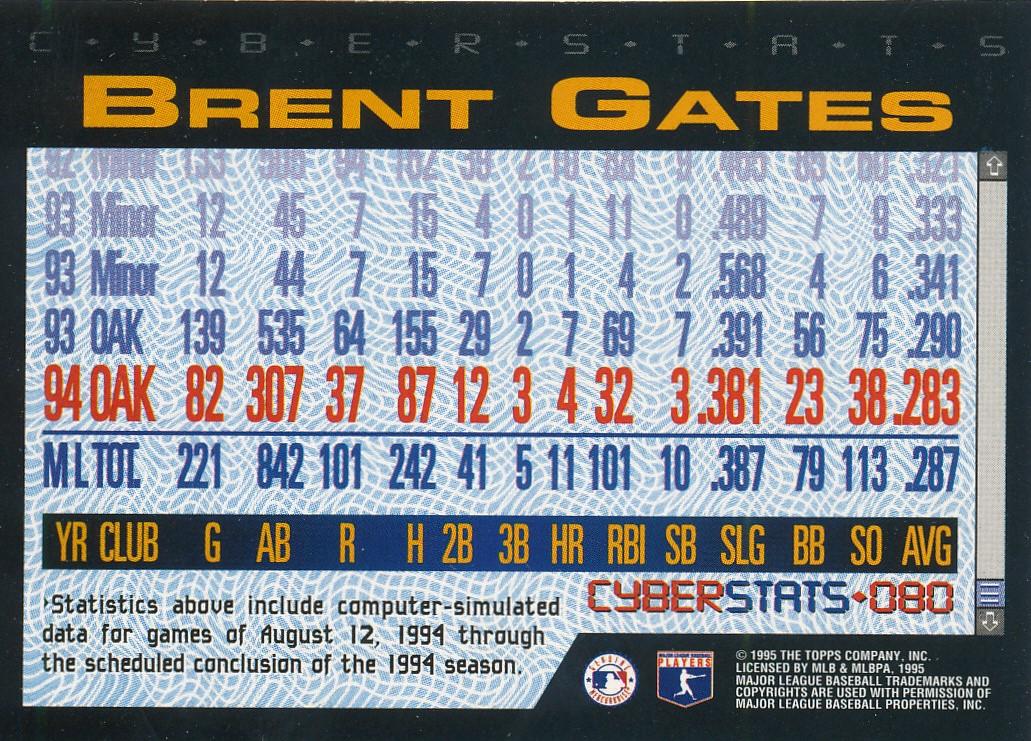 C·Y·B·E·R·S·T·A·T·S
BRENT GATES
93 Minor 12 45 7 15 4 0 1 11 0 .489 7 9 .333
93 Minor 12 44 7 15 7 0 1 4 2 .568 4 6 .341
93 OAK 139 535 64 155 29 2 7 69 7 .391 56 75 .290
94 OAK 82 307 37 87 12 3 4 32 3 .381 23 38 .283
M L TOT. 221 842 101 242 41 5 11 101 10 .387 79 113 .287
YR CLUB G AB R H 2B 3B HR RBI SB SLG BB SO AVG
CYBERSTATS·080
Statistics above include computer-simulated
data for games of August 12, 1994 through
the scheduled conclusion of the 1994 season.
GENUINE
MERCHANDISE
MAJOR LEAGUE BASEBALL
PLAYERS
© 1995 THE TOPPS COMPANY, INC.
LICENSED BY MLB & MLBPA, 1995
MAJOR LEAGUE BASEBALL TRADEMARKS AND
COPYRIGHTS ARE USED WITH PERMISSION OF
MAJOR LEAGUE BASEBALL PROPERTIES, INC.